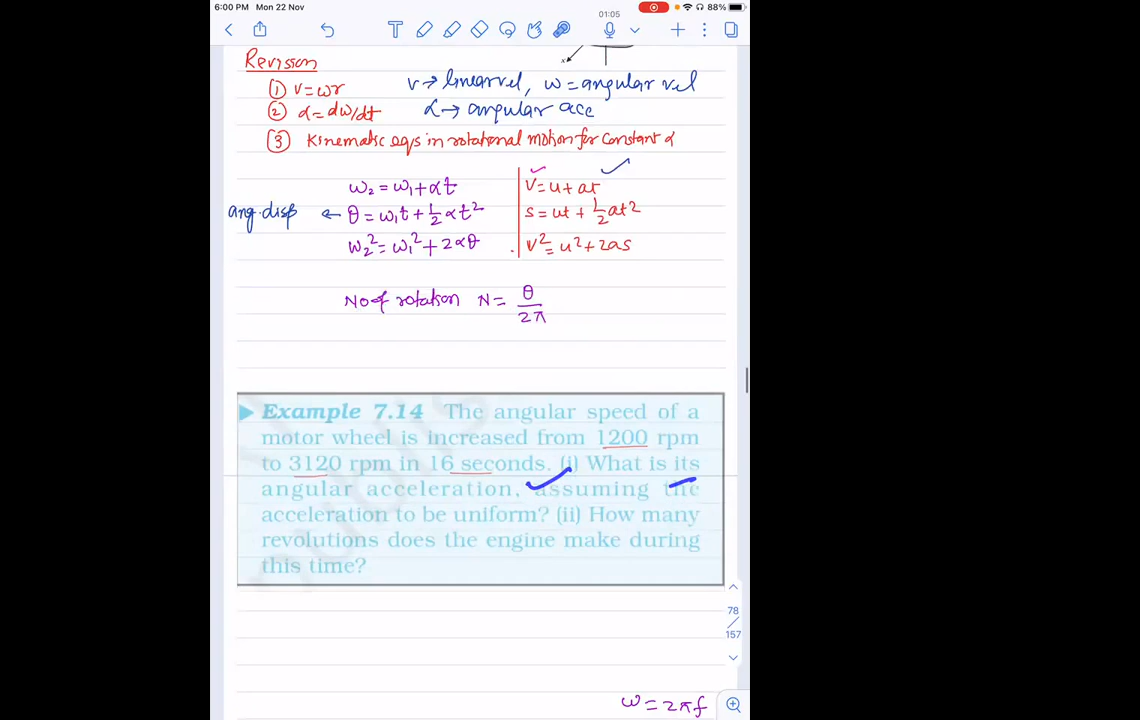 6:00 PM Mon 22 Nov
88%
01:05
Revision
① v=ωr v→ linear vel, ω = angular vel
② α=dω/dt α→ angular acc
③ Kinematic eqs in rotational motion for constant α
ω₂ = ω₁+αt v=u+at
ang.disp ← θ = ω₁t+½αt² s=ut+½at²
ω₂²=ω₁²+2αθ v²=u²+2as
No of rotation N= θ/2π
▶ Example 7.14 The angular speed of a
motor wheel is increased from 1200 rpm
to 3120 rpm in 16 seconds. (i) What is its
angular acceleration, assuming the
acceleration to be uniform? (ii) How many
revolutions does the engine make during
this time?
78
157
ω=2πf